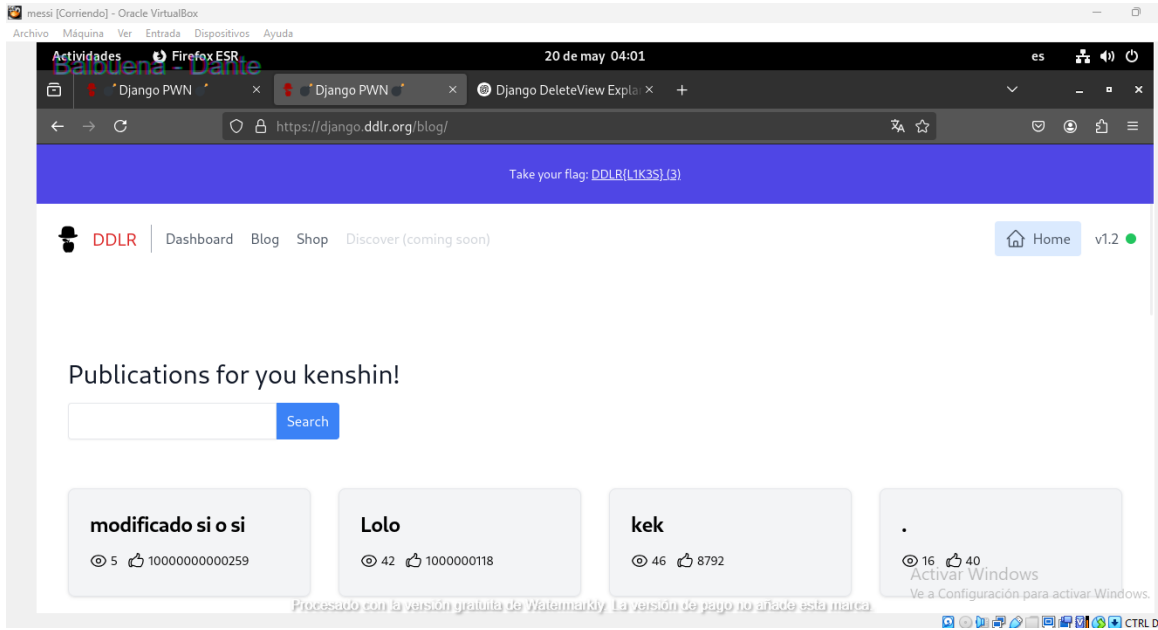 messi [Corriendo] - Oracle VirtualBox
Archivo Máquina Ver Entrada Dispositivos Ayuda
Actividades Firefox ESR 20 de may 04:01 es
Balbuena - Dante
Django PWN Django PWN Django DeleteView Explai
https://django.ddlr.org/blog/
Take your flag: DDLR{L1K3S} (3)
DDLR Dashboard Blog Shop Discover (coming soon) Home v1.2
Publications for you kenshin!
Search
modificado si o si Lolo kek .
5 10000000000259 42 1000000118 46 8792 16 40
Activar Windows
Ve a Configuración para activar Windows.
Procesado con la versión gratuita de Watermarkly. La versión de pago no añade esta marca.
CTRL D